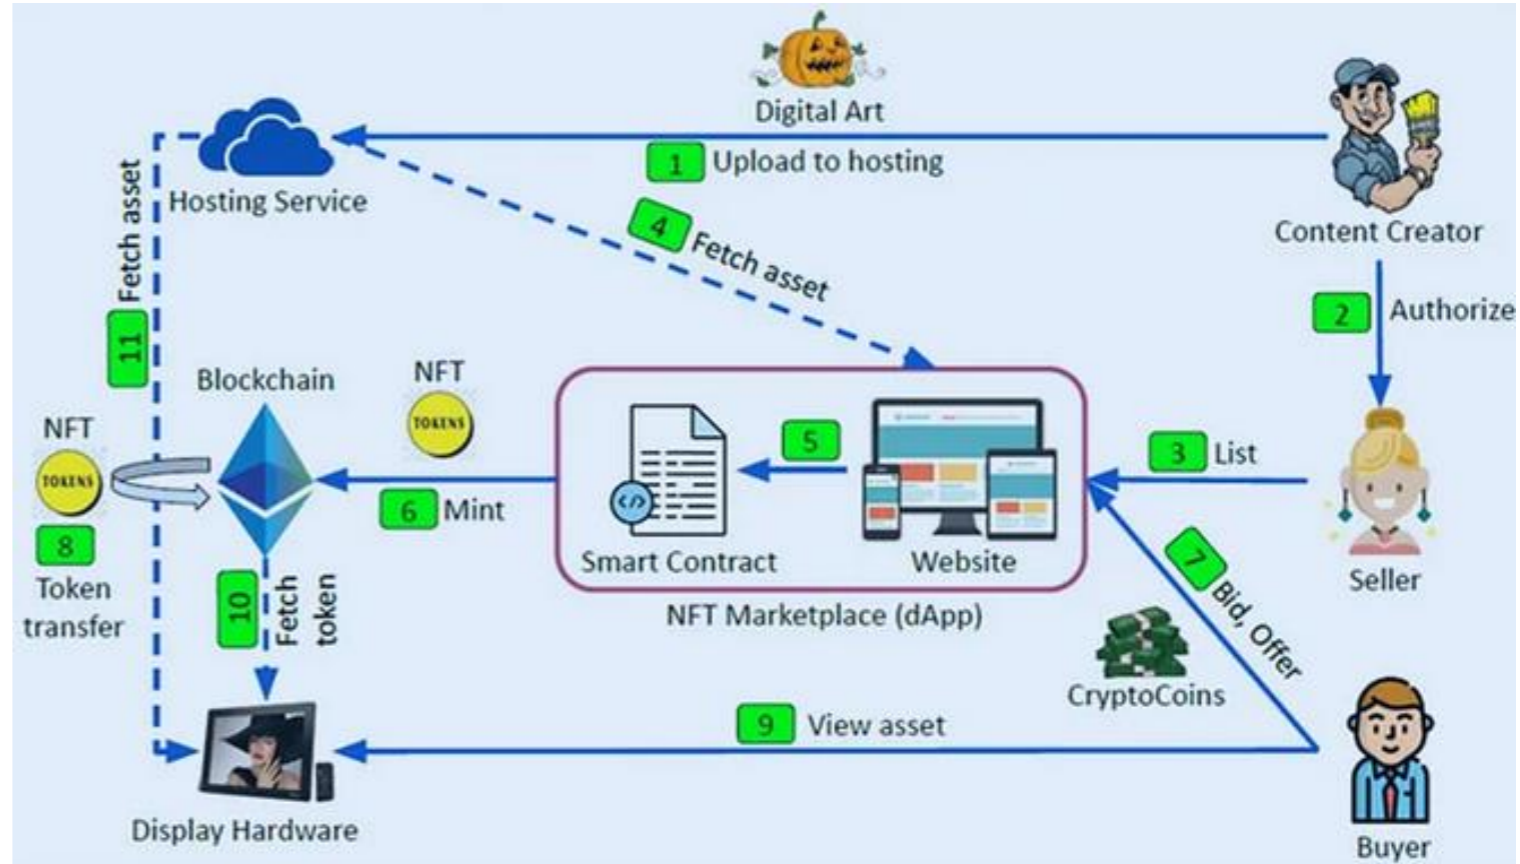 Digital Art
1 Upload to hosting
Hosting Service
Content Creator
4 Fetch asset
11 Fetch asset
2 Authorize
Blockchain
NFT
TOKENS
NFT
TOKENS
8
Token
transfer
6 Mint
5
Smart Contract
</>
Website
NFT Marketplace (dApp)
3 List
Seller
7 Bid, Offer
CryptoCoins
10 Fetch
token
9 View asset
Display Hardware
Buyer